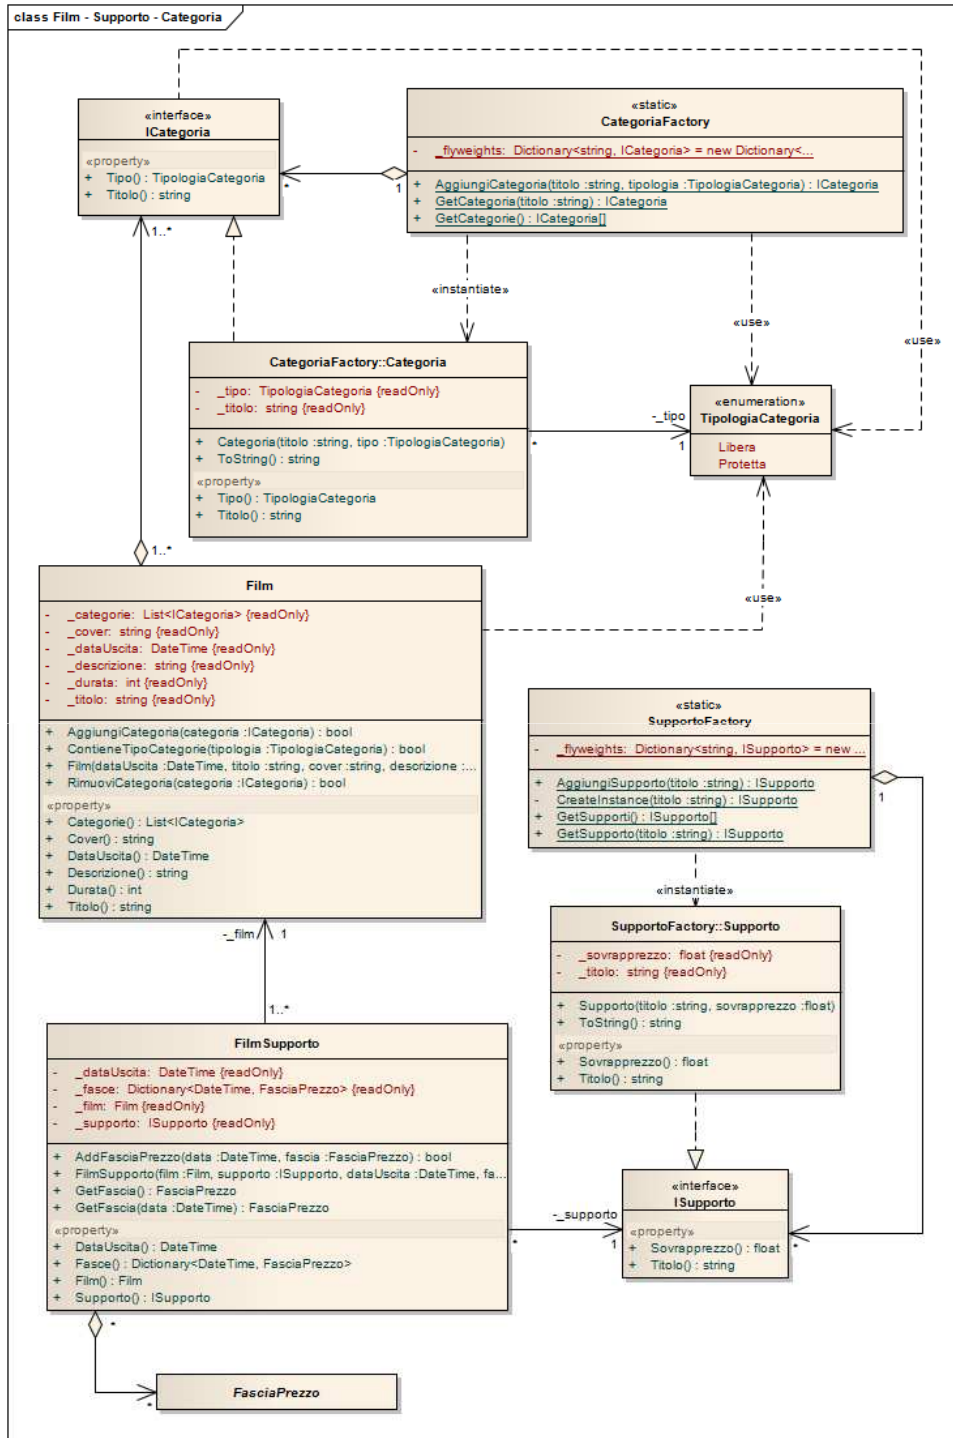 class Film - Supporto - Categoria
«interface»
ICategoria
«property»
+ Tipo() : TipologiaCategoria
+ Titolo() : string
«static»
CategoriaFactory
- _flyweights: Dictionary<string, ICategoria> = new Dictionary<...
+ AggiungiCategoria(titolo :string, tipologia :TipologiaCategoria) : ICategoria
+ GetCategoria(titolo :string) : ICategoria
+ GetCategorie() : ICategoria[]
*
1
1..*
«instantiate»
«use»
«use»
CategoriaFactory::Categoria
- _tipo: TipologiaCategoria {readOnly}
- _titolo: string {readOnly}
+ Categoria(titolo :string, tipo :TipologiaCategoria)
+ ToString() : string
«property»
+ Tipo() : TipologiaCategoria
+ Titolo() : string
-_tipo
*
1
«enumeration»
TipologiaCategoria
Libera
Protetta
1..*
«use»
Film
- _categorie: List<ICategoria> {readOnly}
- _cover: string {readOnly}
- _dataUscita: DateTime {readOnly}
- _descrizione: string {readOnly}
- _durata: int {readOnly}
- _titolo: string {readOnly}
+ AggiungiCategoria(categoria :ICategoria) : bool
+ ContieneTipoCategorie(tipologia :TipologiaCategoria) : bool
+ Film(dataUscita :DateTime, titolo :string, cover :string, descrizione :...
+ RimuoviCategoria(categoria :ICategoria) : bool
«property»
+ Categorie() : List<ICategoria>
+ Cover() : string
+ DataUscita() : DateTime
+ Descrizione() : string
+ Durata() : int
+ Titolo() : string
«static»
SupportoFactory
- _flyweights: Dictionary<string, ISupporto> = new ...
+ AggiungiSupporto(titolo :string) : ISupporto
- CreateInstance(titolo :string) : ISupporto
+ GetSupporti() : ISupporto[]
+ GetSupporto(titolo :string) : ISupporto
1
«instantiate»
SupportoFactory::Supporto
- _sovrapprezzo: float {readOnly}
- _titolo: string {readOnly}
+ Supporto(titolo :string, sovrapprezzo :float)
+ ToString() : string
«property»
+ Sovrapprezzo() : float
+ Titolo() : string
-_film
1
1..*
FilmSupporto
- _dataUscita: DateTime {readOnly}
- _fasce: Dictionary<DateTime, FasciaPrezzo> {readOnly}
- _film: Film {readOnly}
- _supporto: ISupporto {readOnly}
+ AddFasciaPrezzo(data :DateTime, fascia :FasciaPrezzo) : bool
+ FilmSupporto(film :Film, supporto :ISupporto, dataUscita :DateTime, fa...
+ GetFascia() : FasciaPrezzo
+ GetFascia(data :DateTime) : FasciaPrezzo
«property»
+ DataUscita() : DateTime
+ Fasce() : Dictionary<DateTime, FasciaPrezzo>
+ Film() : Film
+ Supporto() : ISupporto
-_supporto
*
1
«interface»
ISupporto
«property»
+ Sovrapprezzo() : float
+ Titolo() : string
*
*
FasciaPrezzo
*